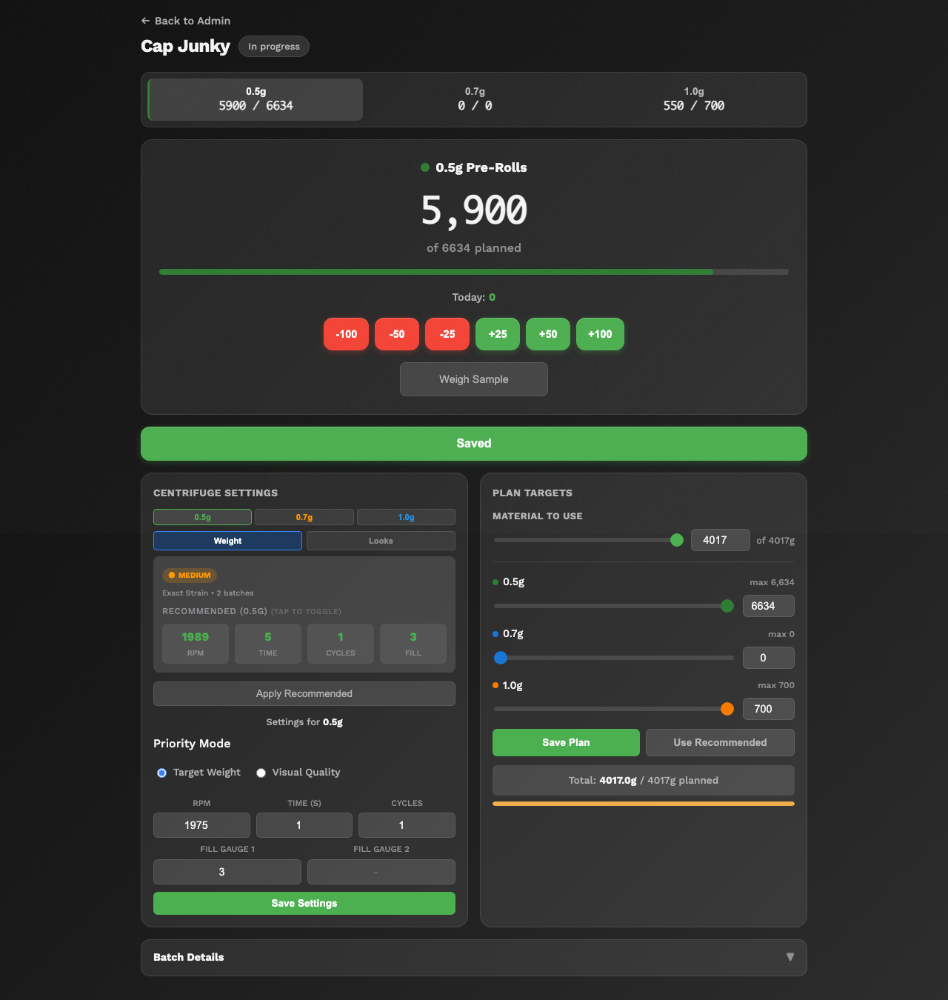 ← Back to Admin
Cap Junky In progress
0.5g 0.7g 1.0g
5900 / 6634 0 / 0 550 / 700
0.5g Pre-Rolls
5,900
of 6634 planned
Today: 0
-100 -50 -25 +25 +50 +100
Weigh Sample
Saved
CENTRIFUGE SETTINGS
0.5g 0.7g 1.0g
Weight Looks
MEDIUM
Exact Strain • 2 batches
RECOMMENDED (0.5G) (TAP TO TOGGLE)
1989 5 1 3
RPM TIME CYCLES FILL
Apply Recommended
Settings for 0.5g
Priority Mode
Target Weight Visual Quality
RPM TIME (S) CYCLES
1975 1 1
FILL GAUGE 1 FILL GAUGE 2
3 -
Save Settings
PLAN TARGETS
MATERIAL TO USE
4017 of 4017g
0.5g max 6,634
6634
0.7g max 0
0
1.0g max 700
700
Save Plan Use Recommended
Total: 4017.0g / 4017g planned
Batch Details ▼